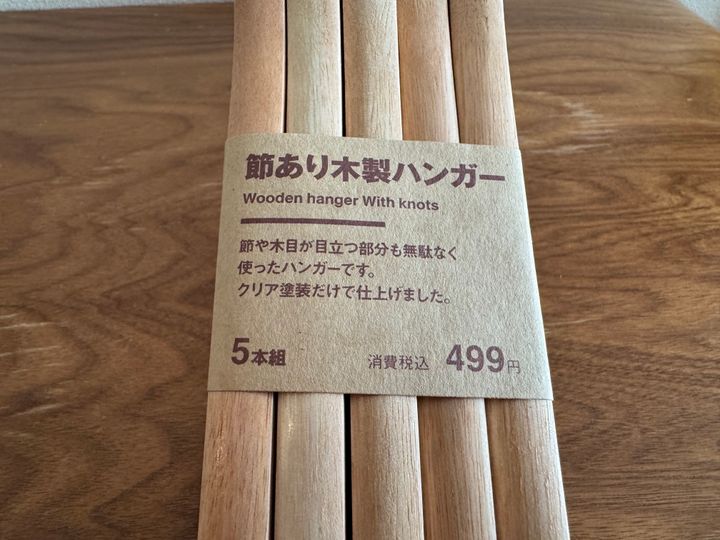 節あり木製ハンガー
Wooden hanger With knots
節や木目が目立つ部分も無駄なく
使ったハンガーです。
クリア塗装だけで仕上げました。
5本組 消費税込 499円